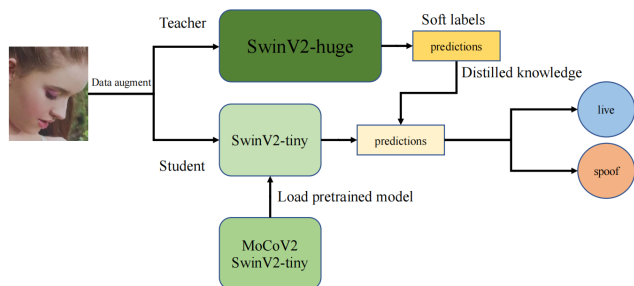 Teacher
SwinV2-huge
Soft labels
predictions
Distilled knowledge
Data augment
SwinV2-tiny
predictions
live
spoof
Student
Load pretrained model
MoCoV2
SwinV2-tiny